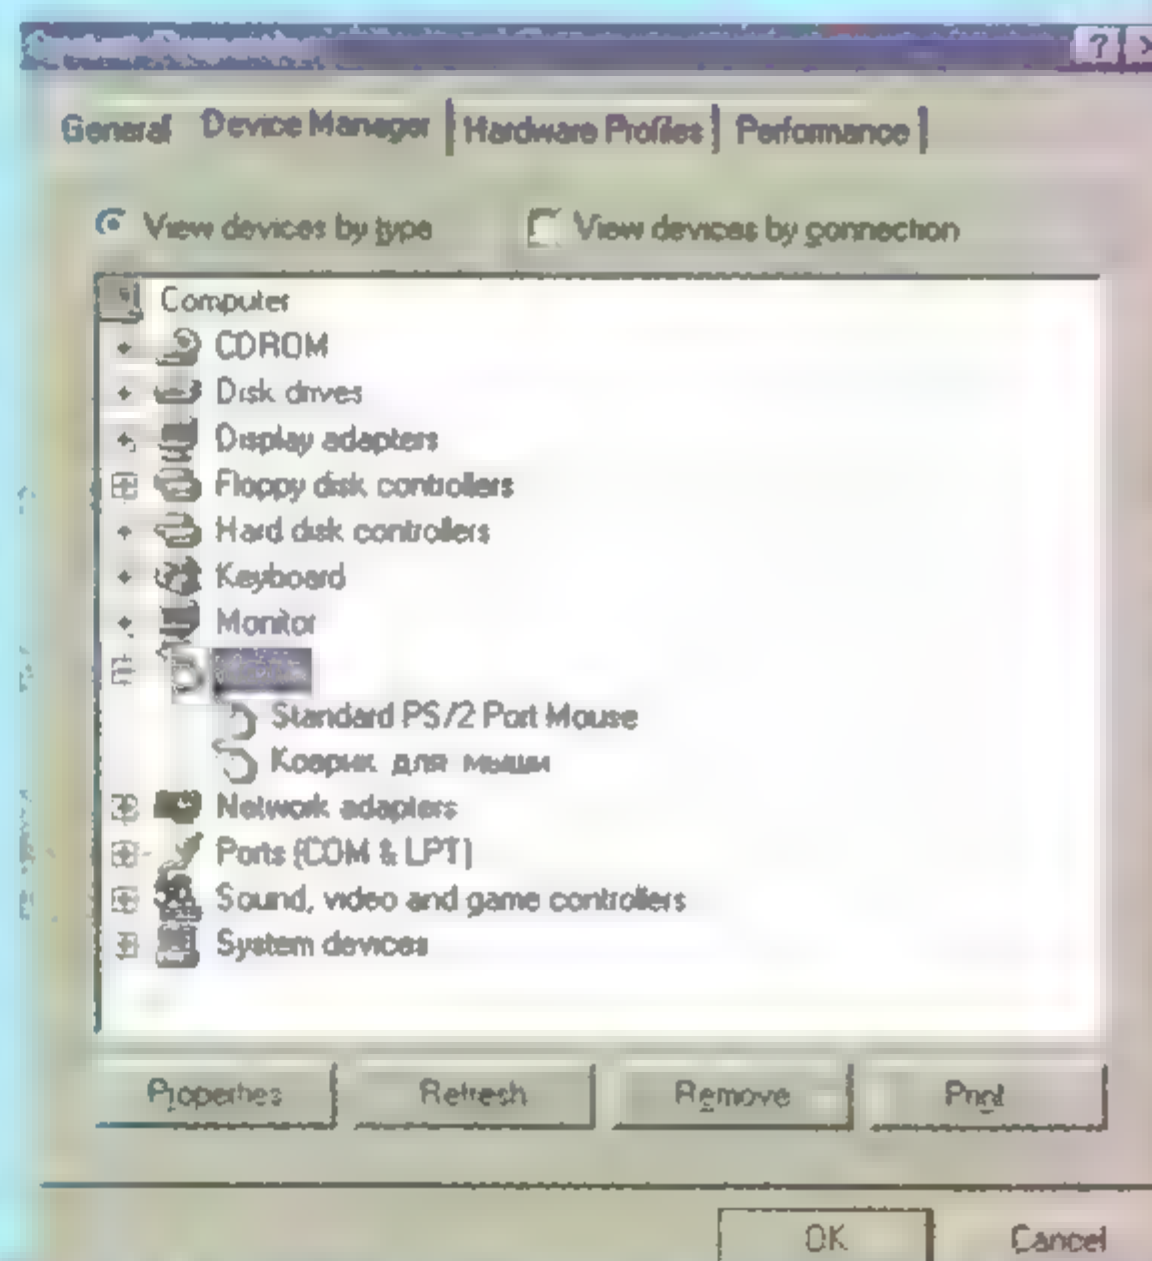 General Device Manager Hardware Profiles Performance
View devices by type View devices by connection
Computer
CDROM
Disk drives
Display adapters
Floppy disk controllers
Hard disk controllers
Keyboard
Monitor
Standard PS/2 Port Mouse
Коврик для мыши
Network adapters
Ports (COM & LPT)
Sound, video and game controllers
System devices
Properties Refresh Remove Print
OK Cancel